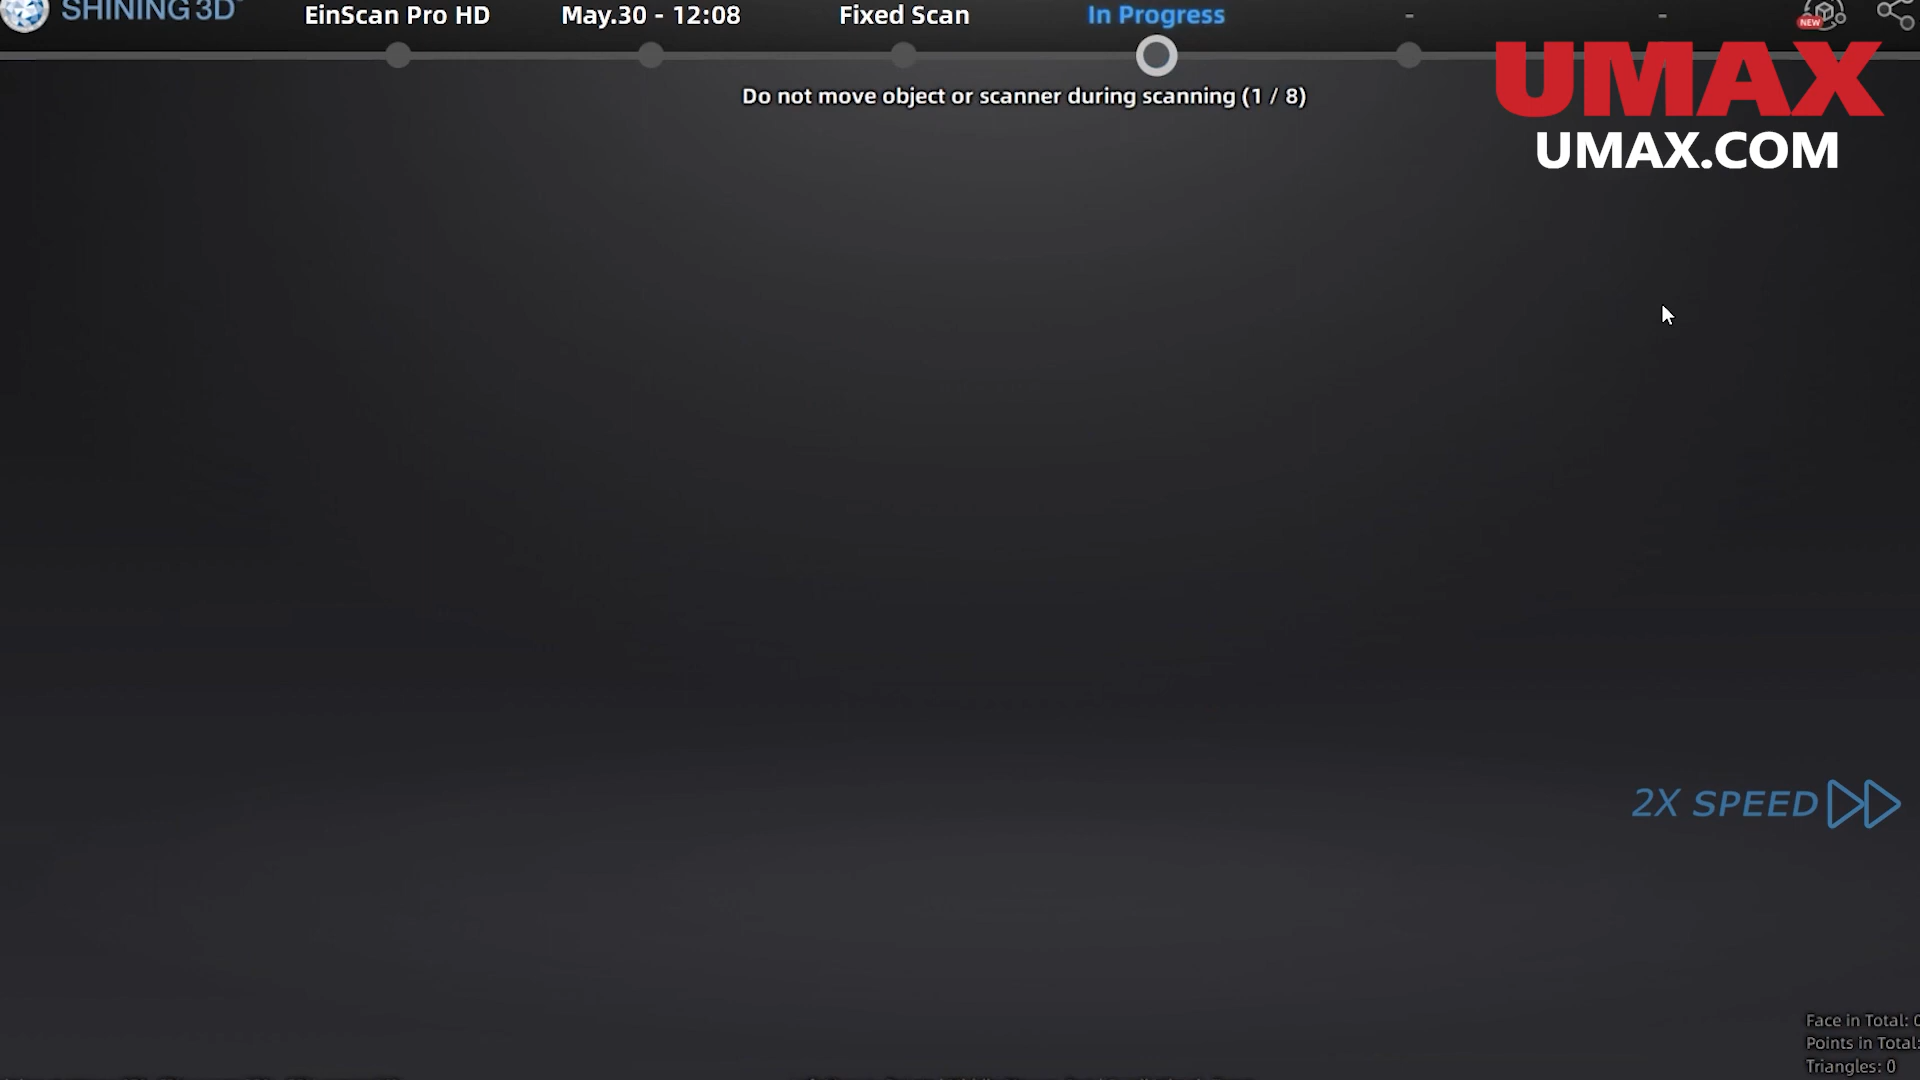 SHINING 3D
EinScan Pro HD
May.30 - 12:08
Fixed Scan
In Progress
-
-
NEW
Do not move object or scanner during scanning (1 / 8)
UMAX
UMAX.COM
2X SPEED
Face in Total: 0
Points in Total:
Triangles: 0